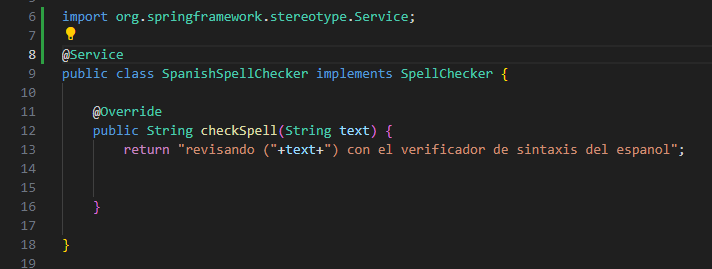 6 import org.springframework.stereotype.Service;
7
8 @Service
9 public class SpanishSpellChecker implements SpellChecker {
10
11 @Override
12 public String checkSpell(String text) {
13 return "revisando ("+text+") con el verificador de sintaxis del espanol";
14
15
16 }
17
18 }
19